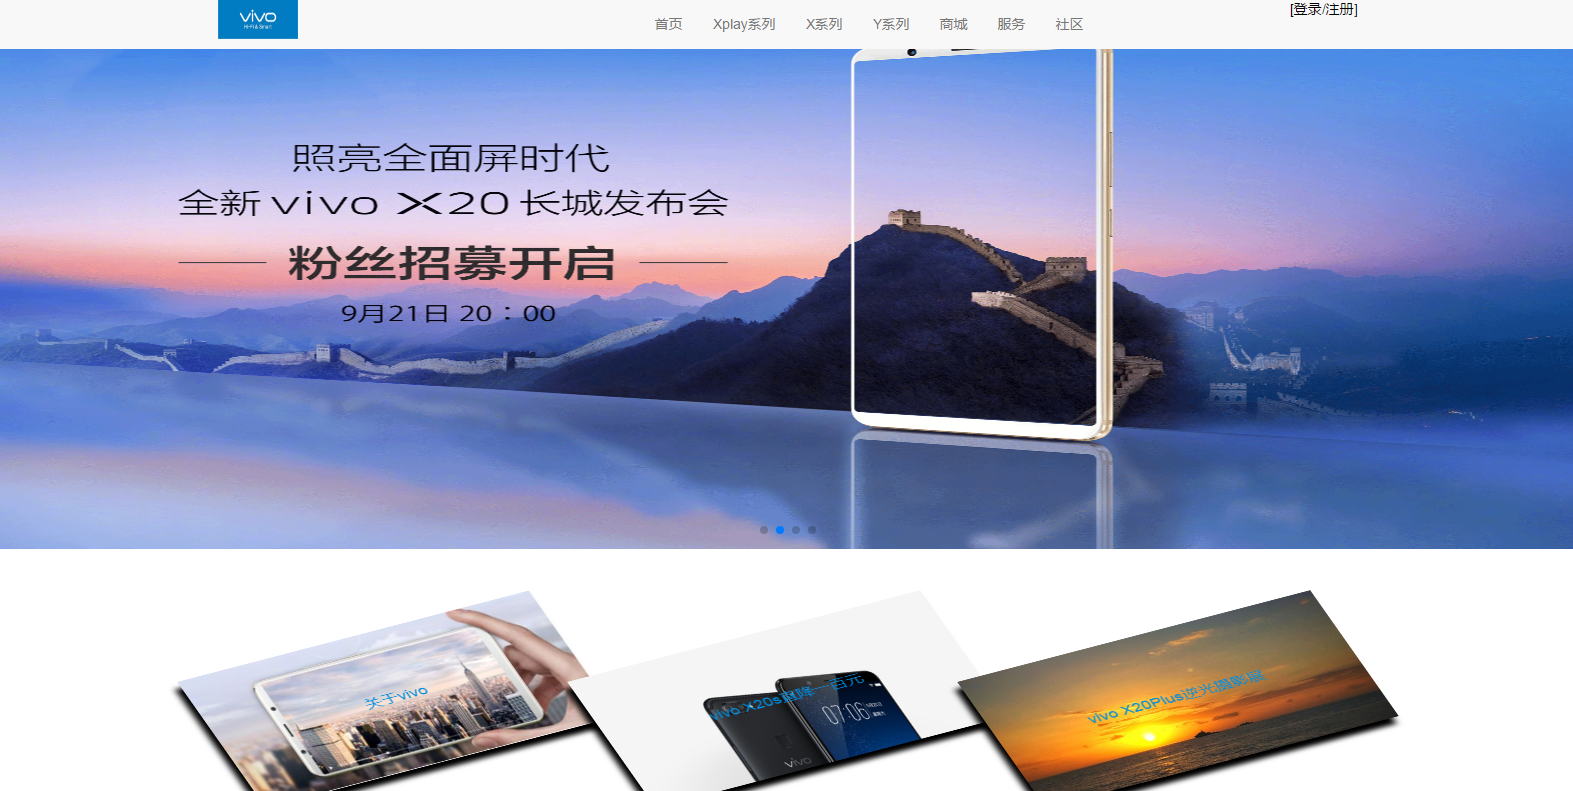 vivo
Hi-Fi & Smart
首页 Xplay系列 X系列 Y系列 商城 服务 社区
[登录/注册]
照亮全面屏时代
全新 vivo X20 长城发布会
粉丝招募开启
9月21日 20：00
关于vivo
vivo X20s直降一百元
07:06
vivo
vivo X20Plus逆光摄影联